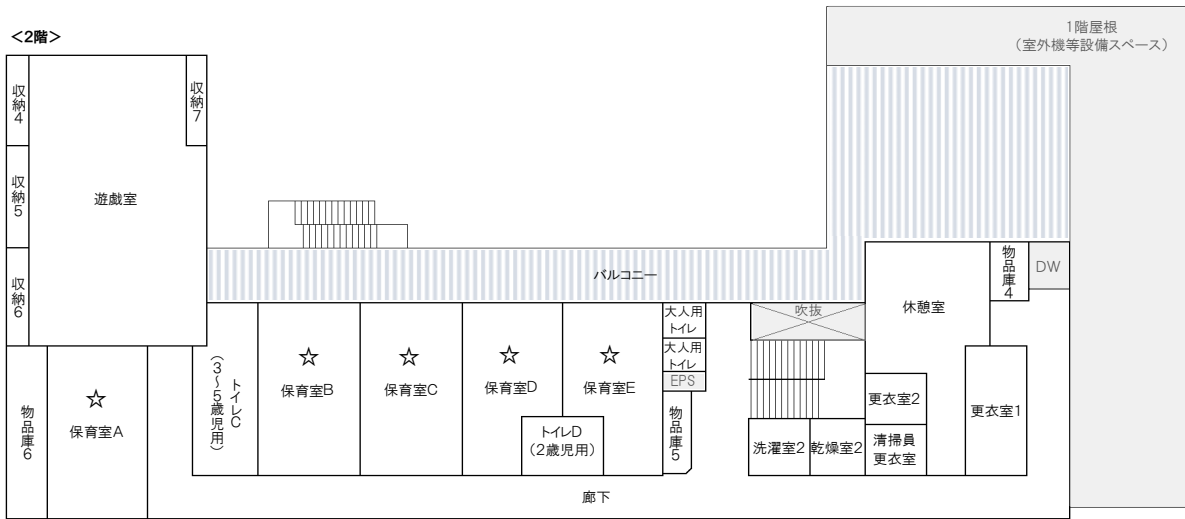 <2階>
1階屋根
(室外機等設備スペース)
収納4
収納7
収納5
遊戯室
収納6
バルコニー
物品庫4
DW
吹抜
休憩室
大人用
トイレ
大人用
トイレ
EPS
☆
保育室B
☆
保育室C
☆
保育室D
☆
保育室E
トイレC
(3~5歳児用)
☆
保育室A
物品庫6
トイレD
(2歳児用)
物品庫5
更衣室2
更衣室1
洗濯室2
乾燥室2
清掃員
更衣室
廊下